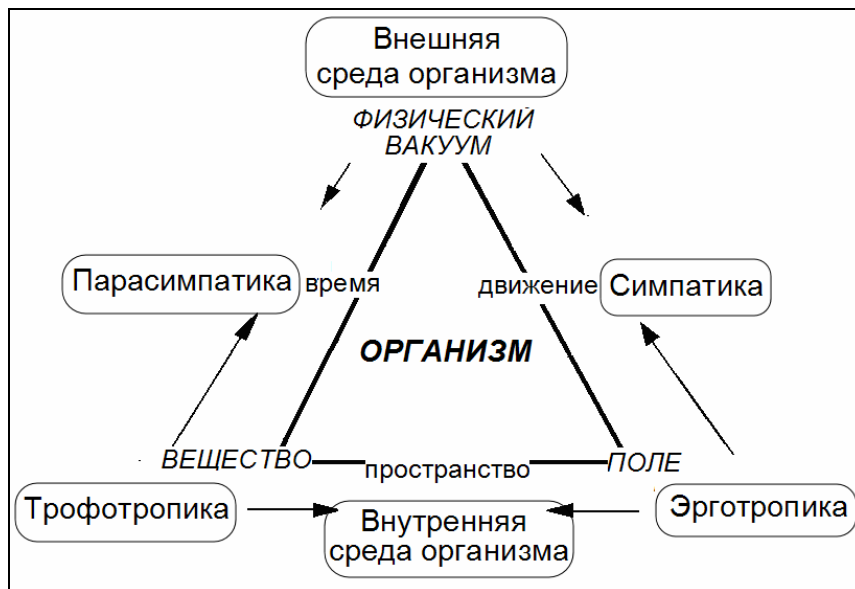 Внешняя
среда организма
ФИЗИЧЕСКИЙ
ВАКУУМ
Парасимпатика
время
движение
Симпатика
ОРГАНИЗМ
ВЕЩЕСТВО
пространство
ПОЛЕ
Трофотропика
Внутренняя
среда организма
Эрготропика